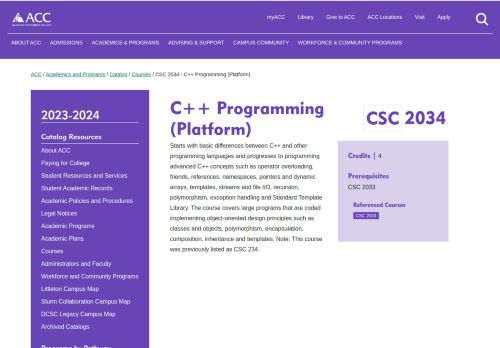 myACC Library Give to ACC ACC Locations Visit Apply
ACC
ABOUT ACC ADMISSIONS ACADEMICS & PROGRAMS ADVISING & SUPPORT CAMPUS COMMUNITY WORKFORCE & COMMUNITY PROGRAMS
ACC / Academics and Programs / Catalog / Courses / CSC 2034 - C++ Programming (Platform)
2023-2024
Catalog Resources
About ACC
Paying for College
Student Resources and Services
Student Academic Records
Academic Policies and Procedures
Legal Notices
Academic Programs
Academic Plans
Courses
Administrators and Faculty
Workforce and Community Programs
Littleton Campus Map
Sturm Collaboration Campus Map
DCSC Legacy Campus Map
Archived Catalogs
Programs by Pathway
C++ Programming
(Platform)
Starts with basic differences between C++ and other
programming languages and progresses to programming
advanced C++ concepts such as operator overloading,
friends, references, namespaces, pointers and dynamic
arrays, templates, streams and file I/O, recursion,
polymorphism, exception handling and Standard Template
Library. The course covers large programs that are coded
implementing object-oriented design principles such as
classes and objects, polymorphism, encapsulation,
composition, inheritance and templates. Note: This course
was previously listed as CSC 234.
CSC 2034
Credits | 4
Prerequisites
CSC 2033
Referenced Courses
CSC 2033